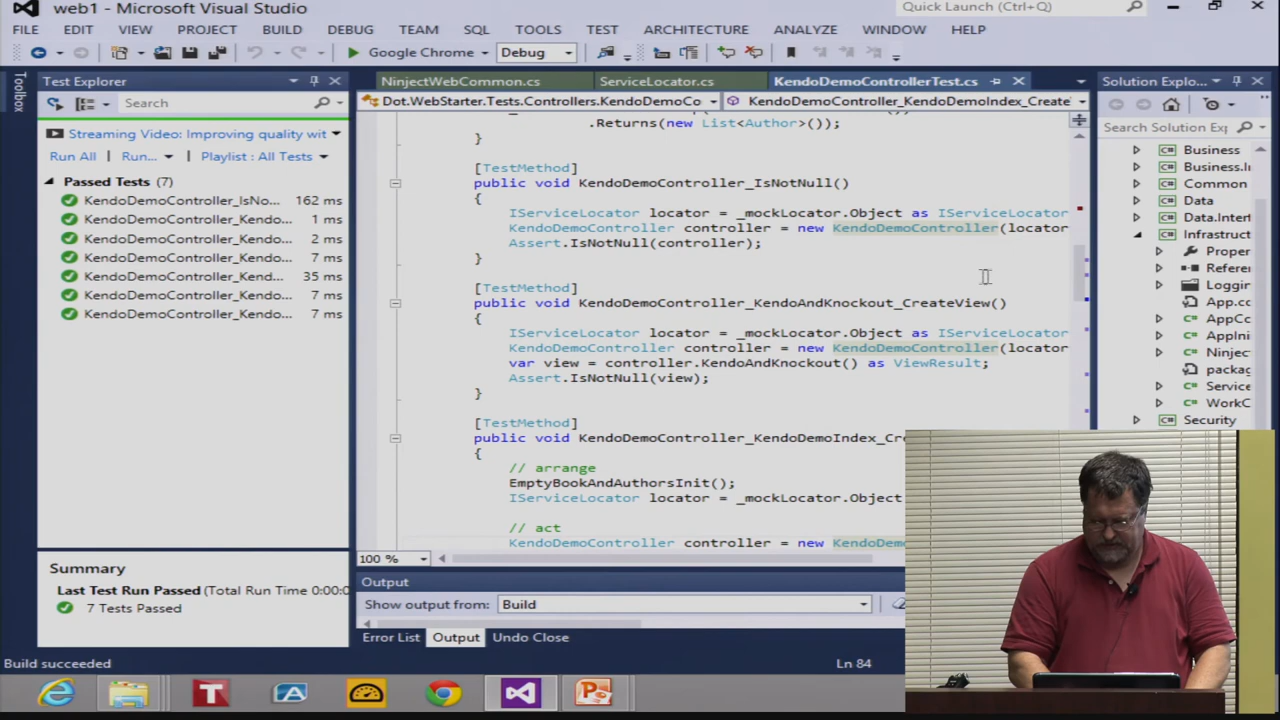 web1 - Microsoft Visual Studio
Quick Launch (Ctrl+Q)
FILE EDIT VIEW PROJECT BUILD DEBUG TEAM SQL TOOLS TEST ARCHITECTURE ANALYZE WINDOW HELP
Google Chrome Debug
Toolbox
Test Explorer
Search
Streaming Video: Improving quality wit
Run All | Run... | Playlist : All Tests
Passed Tests (7)
KendoDemoController_IsNo... 162 ms
KendoDemoController_Kendo... 1 ms
KendoDemoController_Kendo... 2 ms
KendoDemoController_Kendo... 7 ms
KendoDemoController_Kend... 35 ms
KendoDemoController_Kendo... 7 ms
KendoDemoController_Kendo... 7 ms
Summary
Last Test Run Passed (Total Run Time 0:00:0
7 Tests Passed
NinjectWebCommon.cs ServiceLocator.cs KendoDemoControllerTest.cs
Dot.WebStarter.Tests.Controllers.KendoDemoCo KendoDemoController_KendoDemoIndex_Create
.Returns(new List<Author>());
}
[TestMethod]
public void KendoDemoController_IsNotNull()
{
IServiceLocator locator = _mockLocator.Object as IServiceLocator
KendoDemoController controller = new KendoDemoController(locator
Assert.IsNotNull(controller);
}
[TestMethod]
public void KendoDemoController_KendoAndKnockout_CreateView()
{
IServiceLocator locator = _mockLocator.Object as IServiceLocator
KendoDemoController controller = new KendoDemoController(locator
var view = controller.KendoAndKnockout() as ViewResult;
Assert.IsNotNull(view);
}
[TestMethod]
public void KendoDemoController_KendoDemoIndex_Cr
{
// arrange
EmptyBookAndAuthorsInit();
IServiceLocator locator = _mockLocator.Object
// act
KendoDemoController controller = new KendoDem
100 %
Output
Show output from: Build
Error List Output Undo Close
Solution Explo...
Search Solution Exp
Business
Business.In
Common
Data
Data.Interf
Infrastruct
Proper
Refere
Loggin
App.co
AppCo
AppIni
Ninjec
packag
Service
WorkC
Security
Build succeeded
Ln 84